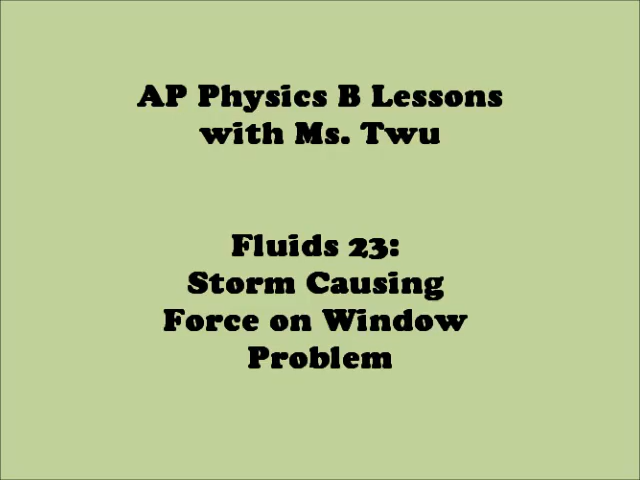 AP Physics B Lessons
with Ms. Twu
Fluids 23:
Storm Causing
Force on Window
Problem